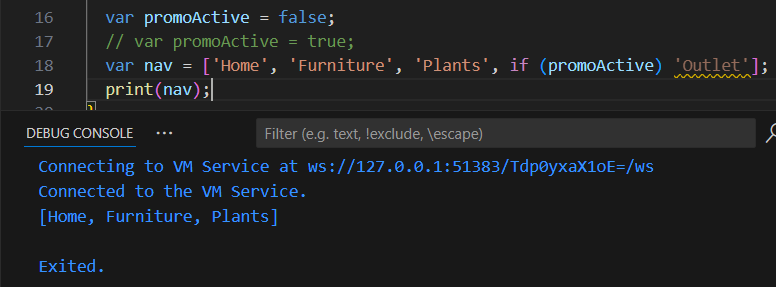 16 var promoActive = false;
17 // var promoActive = true;
18 var nav = ['Home', 'Furniture', 'Plants', if (promoActive) 'Outlet'];
19 print(nav);
20 }
DEBUG CONSOLE ··· Filter (e.g. text, !exclude, \escape)
Connecting to VM Service at ws://127.0.0.1:51383/Tdp0yxaX1oE=/ws
Connected to the VM Service.
[Home, Furniture, Plants]
Exited.